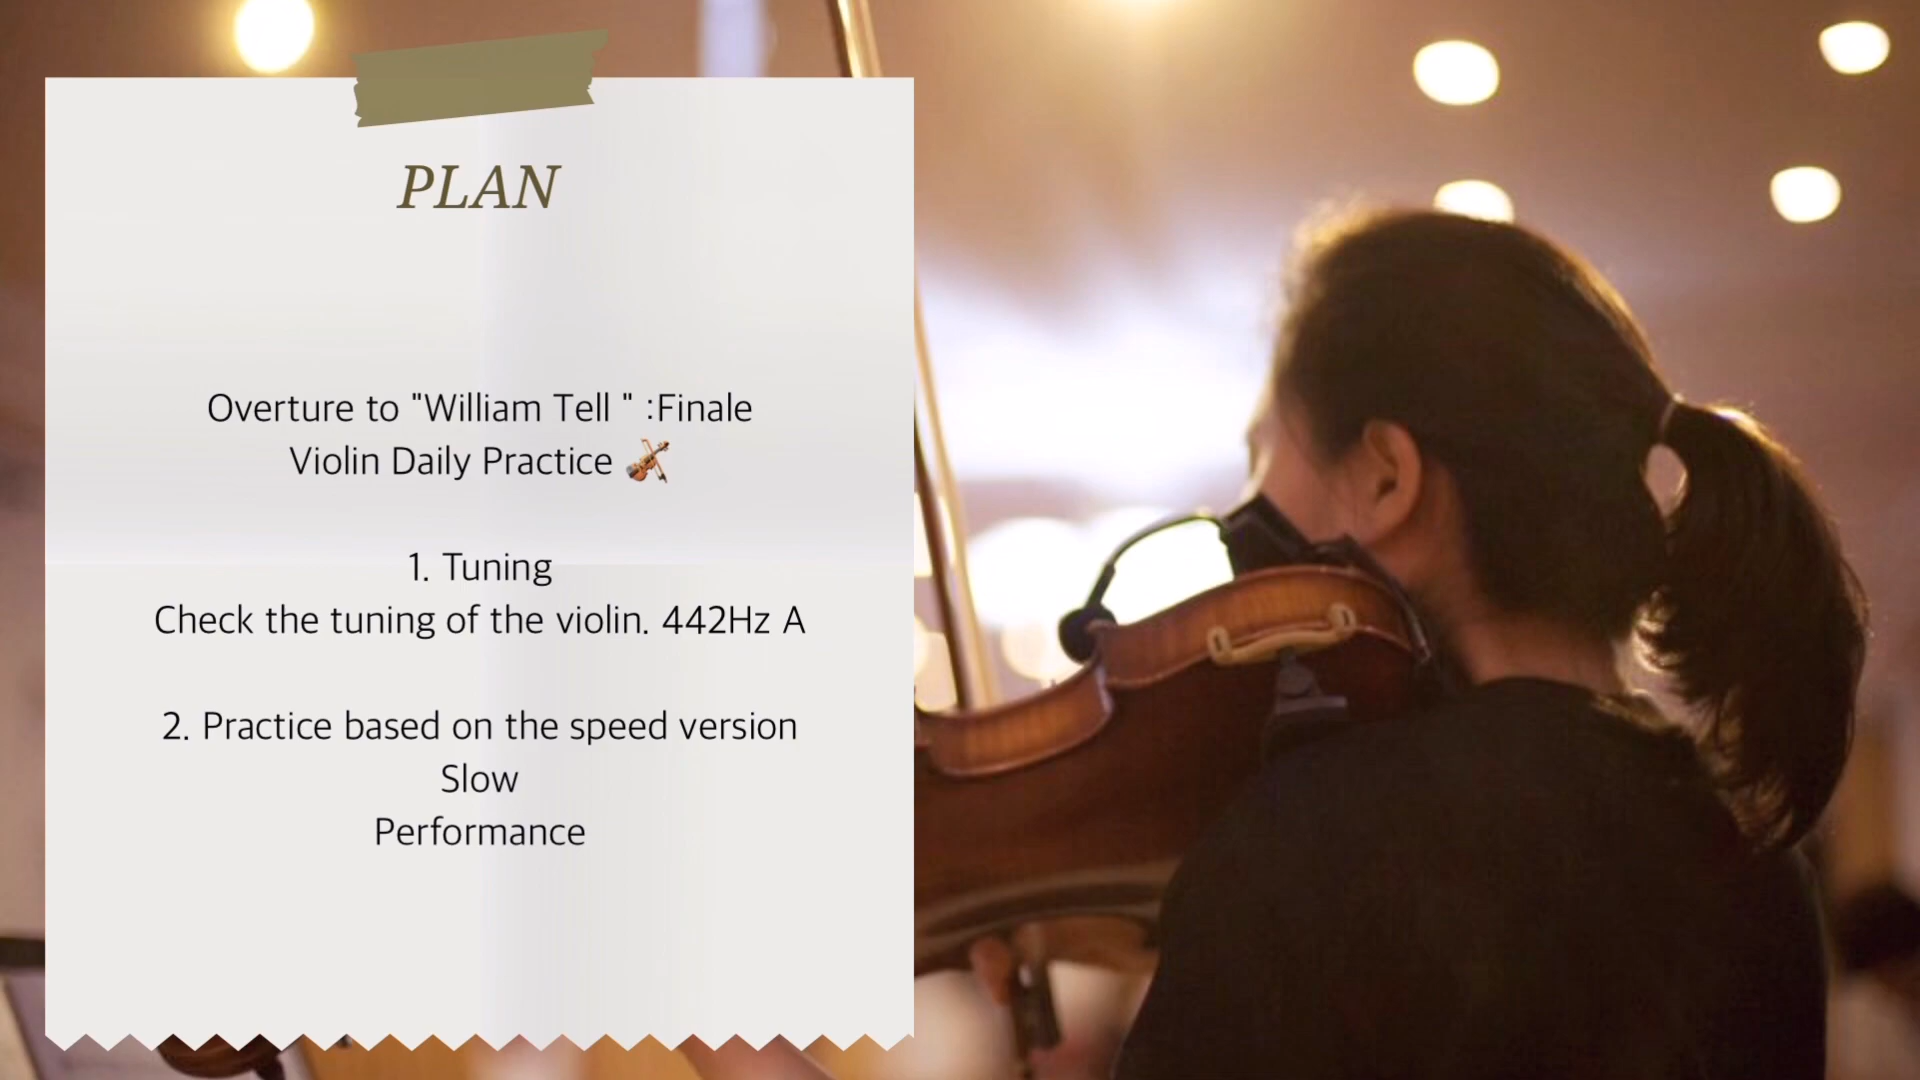 PLAN
Overture to "William Tell " :Finale
Violin Daily Practice 🎻
1. Tuning
Check the tuning of the violin. 442Hz A
2. Practice based on the speed version
Slow
Performance